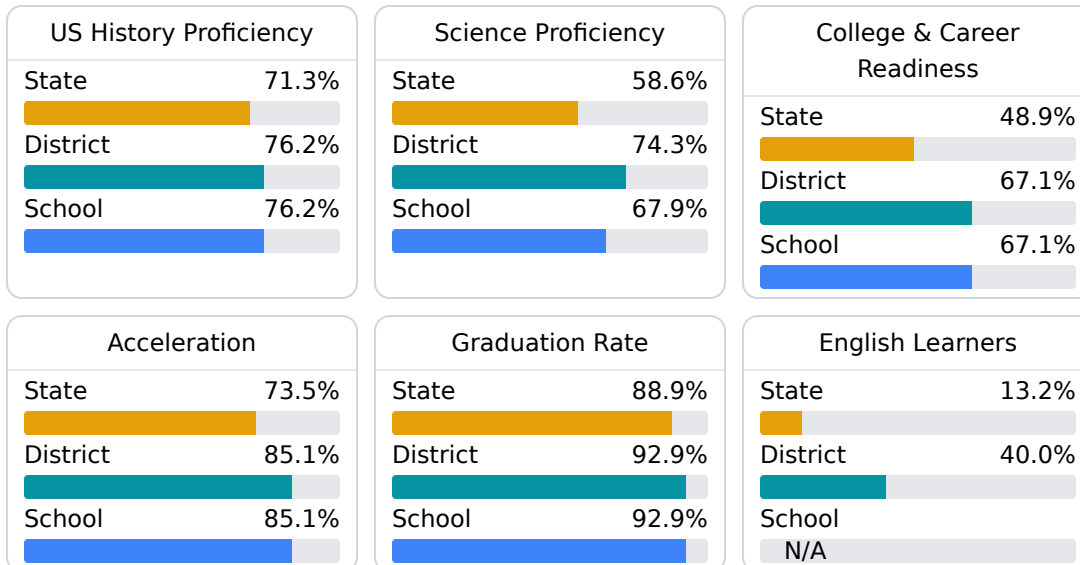 US History Proficiency
State 71.3%
District 76.2%
School 76.2%
Science Proficiency
State 58.6%
District 74.3%
School 67.9%
College & Career
Readiness
State 48.9%
District 67.1%
School 67.1%
Acceleration
State 73.5%
District 85.1%
School 85.1%
Graduation Rate
State 88.9%
District 92.9%
School 92.9%
English Learners
State 13.2%
District 40.0%
School
N/A